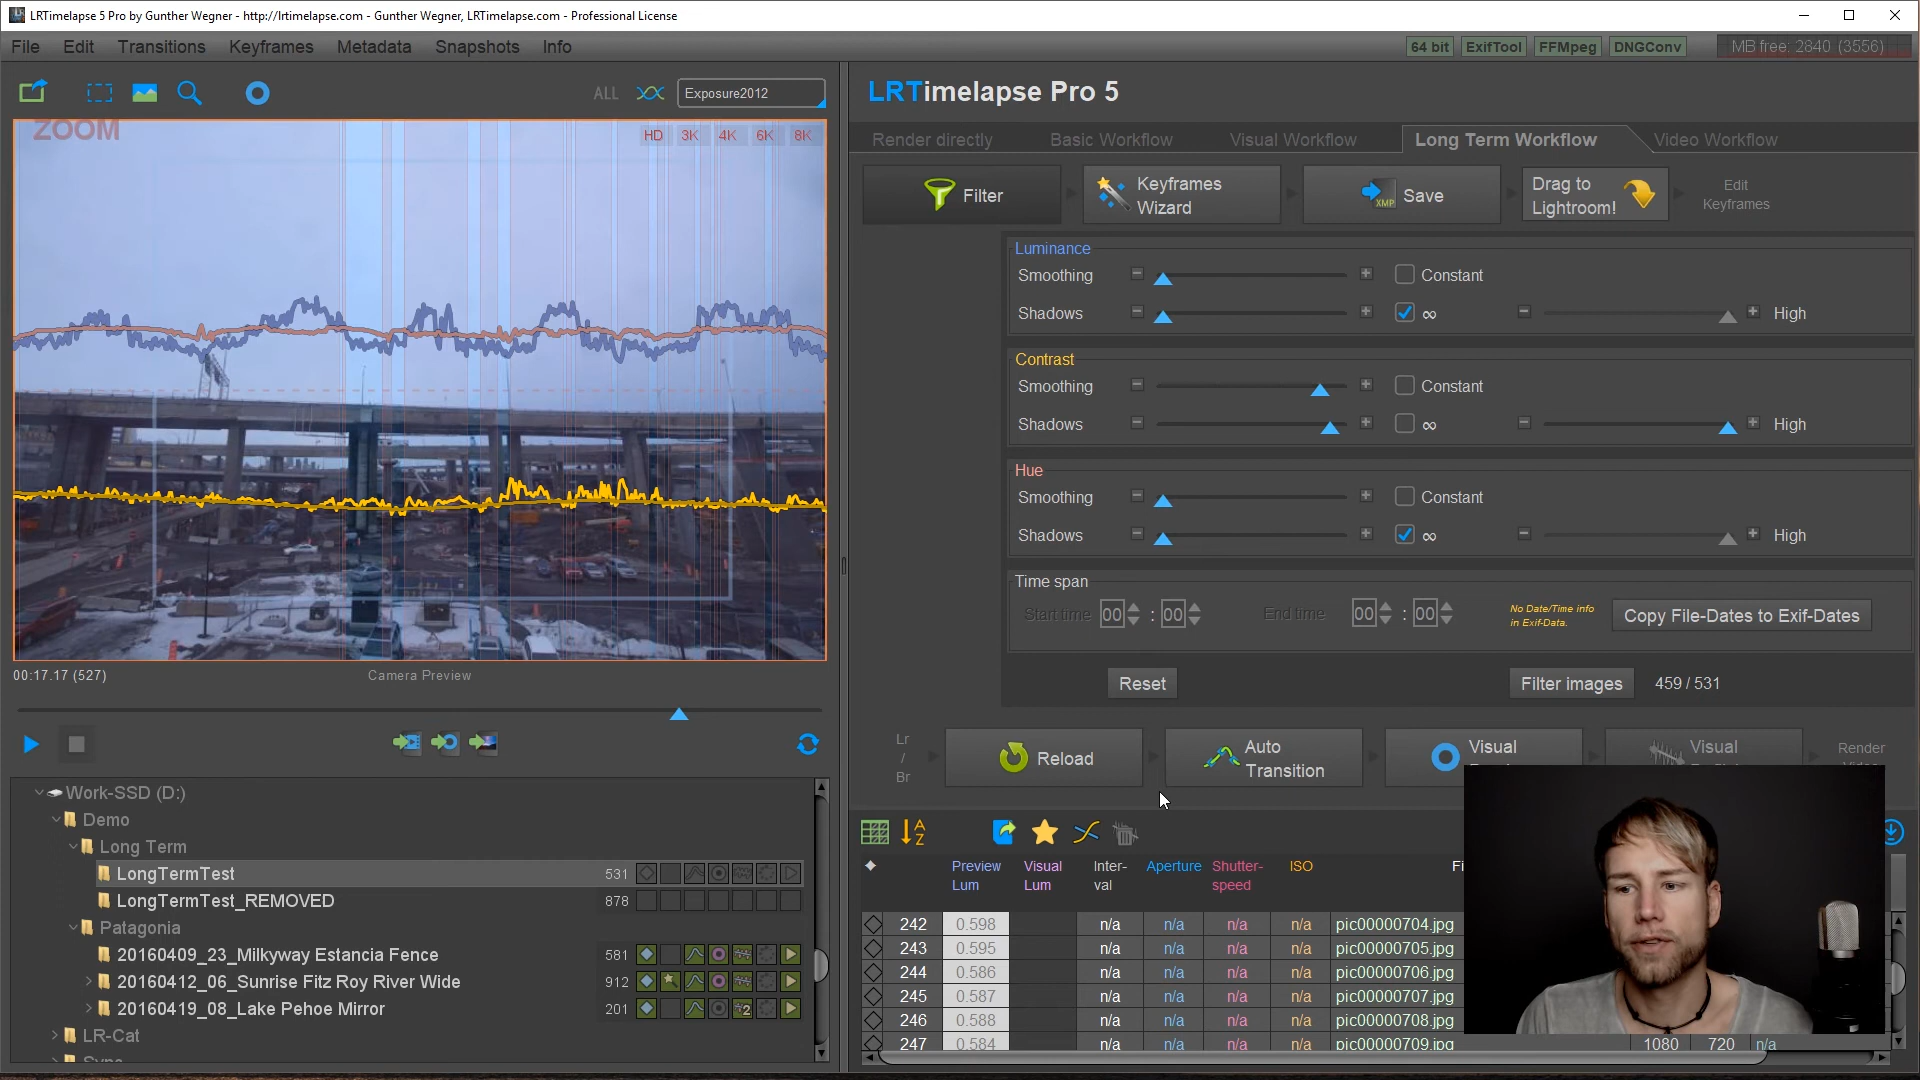 LRTimelapse 5 Pro by Gunther Wegner - http://lrtimelapse.com - Gunther Wegner, LRTimelapse.com - Professional License
File Edit Transitions Keyframes Metadata Snapshots Info
64 bit ExifTool FFMpeg DNGConv MB free: 2840 (3556)
ALL Exposure2012
ZOOM
HD 3K 4K 6K 8K
00:17.17 (527)
Camera Preview
Work-SSD (D:)
Demo
Long Term
LongTermTest 531
LongTermTest_REMOVED 878
Patagonia
20160409_23_Milkyway Estancia Fence 581
20160412_06_Sunrise Fitz Roy River Wide 912
20160419_08_Lake Pehoe Mirror 201
LR-Cat
LRTimelapse Pro 5
Render directly Basic Workflow Visual Workflow Long Term Workflow Video Workflow
Filter
Keyframes
Wizard
XMP Save
Drag to
Lightroom!
Edit
Keyframes
Luminance
Smoothing Constant
Shadows ∞ High
Contrast
Smoothing Constant
Shadows ∞ High
Hue
Smoothing Constant
Shadows ∞ High
Time span
Start time 00 : 00 End time 00 : 00
No Date/Time info
in Exif-Data.
Copy File-Dates to Exif-Dates
Reset Filter images 459 / 531
Lr
/
Br
Reload
Auto
Transition
Visual
Visual
Render
A
Z
Preview
Lum
Visual
Lum
Inter-
val
Aperture
Shutter-
speed
ISO
Fi
242 0.598 n/a n/a n/a n/a pic00000704.jpg
243 0.595 n/a n/a n/a n/a pic00000705.jpg
244 0.586 n/a n/a n/a n/a pic00000706.jpg
245 0.587 n/a n/a n/a n/a pic00000707.jpg
246 0.588 n/a n/a n/a n/a pic00000708.jpg
247 0.584 n/a n/a n/a n/a pic00000709.jpg 1080 720 n/a